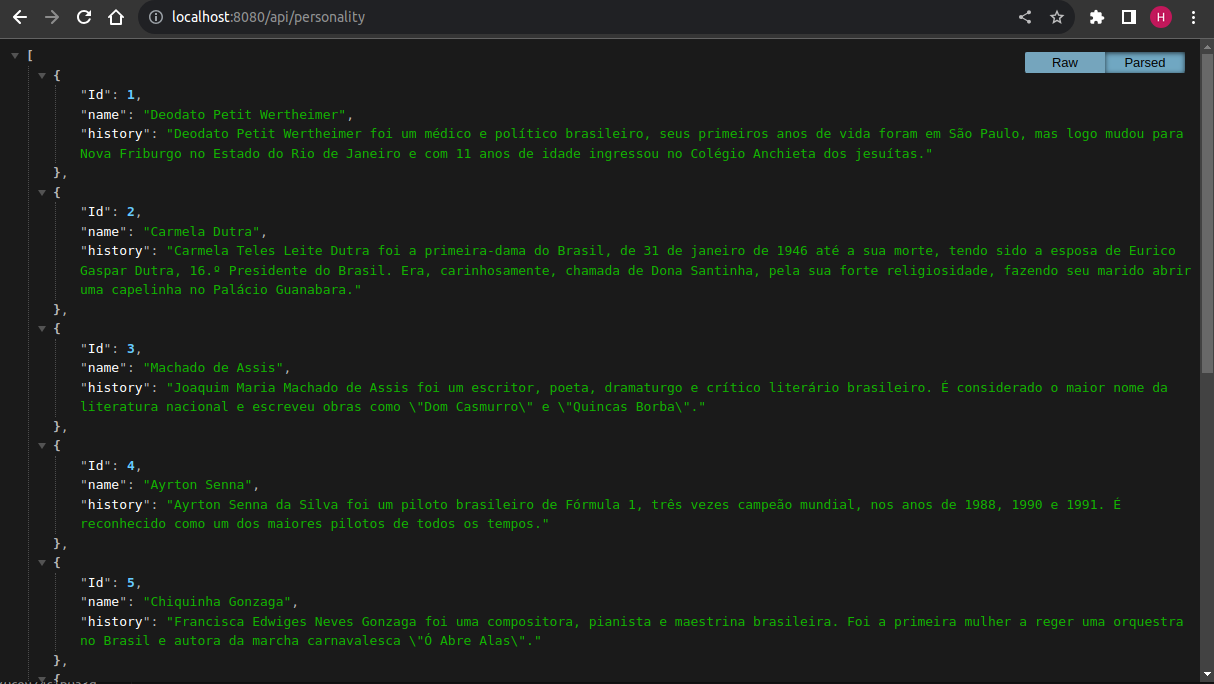 localhost:8080/api/personality
H
Raw Parsed
[
{
"Id": 1,
"name": "Deodato Petit Wertheimer",
"history": "Deodato Petit Wertheimer foi um médico e político brasileiro, seus primeiros anos de vida foram em São Paulo, mas logo mudou para
Nova Friburgo no Estado do Rio de Janeiro e com 11 anos de idade ingressou no Colégio Anchieta dos jesuítas."
},
{
"Id": 2,
"name": "Carmela Dutra",
"history": "Carmela Teles Leite Dutra foi a primeira-dama do Brasil, de 31 de janeiro de 1946 até a sua morte, tendo sido a esposa de Eurico
Gaspar Dutra, 16.º Presidente do Brasil. Era, carinhosamente, chamada de Dona Santinha, pela sua forte religiosidade, fazendo seu marido abrir
uma capelinha no Palácio Guanabara."
},
{
"Id": 3,
"name": "Machado de Assis",
"history": "Joaquim Maria Machado de Assis foi um escritor, poeta, dramaturgo e crítico literário brasileiro. É considerado o maior nome da
literatura nacional e escreveu obras como \"Dom Casmurro\" e \"Quincas Borba\"."
},
{
"Id": 4,
"name": "Ayrton Senna",
"history": "Ayrton Senna da Silva foi um piloto brasileiro de Fórmula 1, três vezes campeão mundial, nos anos de 1988, 1990 e 1991. É
reconhecido como um dos maiores pilotos de todos os tempos."
},
{
"Id": 5,
"name": "Chiquinha Gonzaga",
"history": "Francisca Edwiges Neves Gonzaga foi uma compositora, pianista e maestrina brasileira. Foi a primeira mulher a reger uma orquestra
no Brasil e autora da marcha carnavalesca \"Ó Abre Alas\"."
},
{